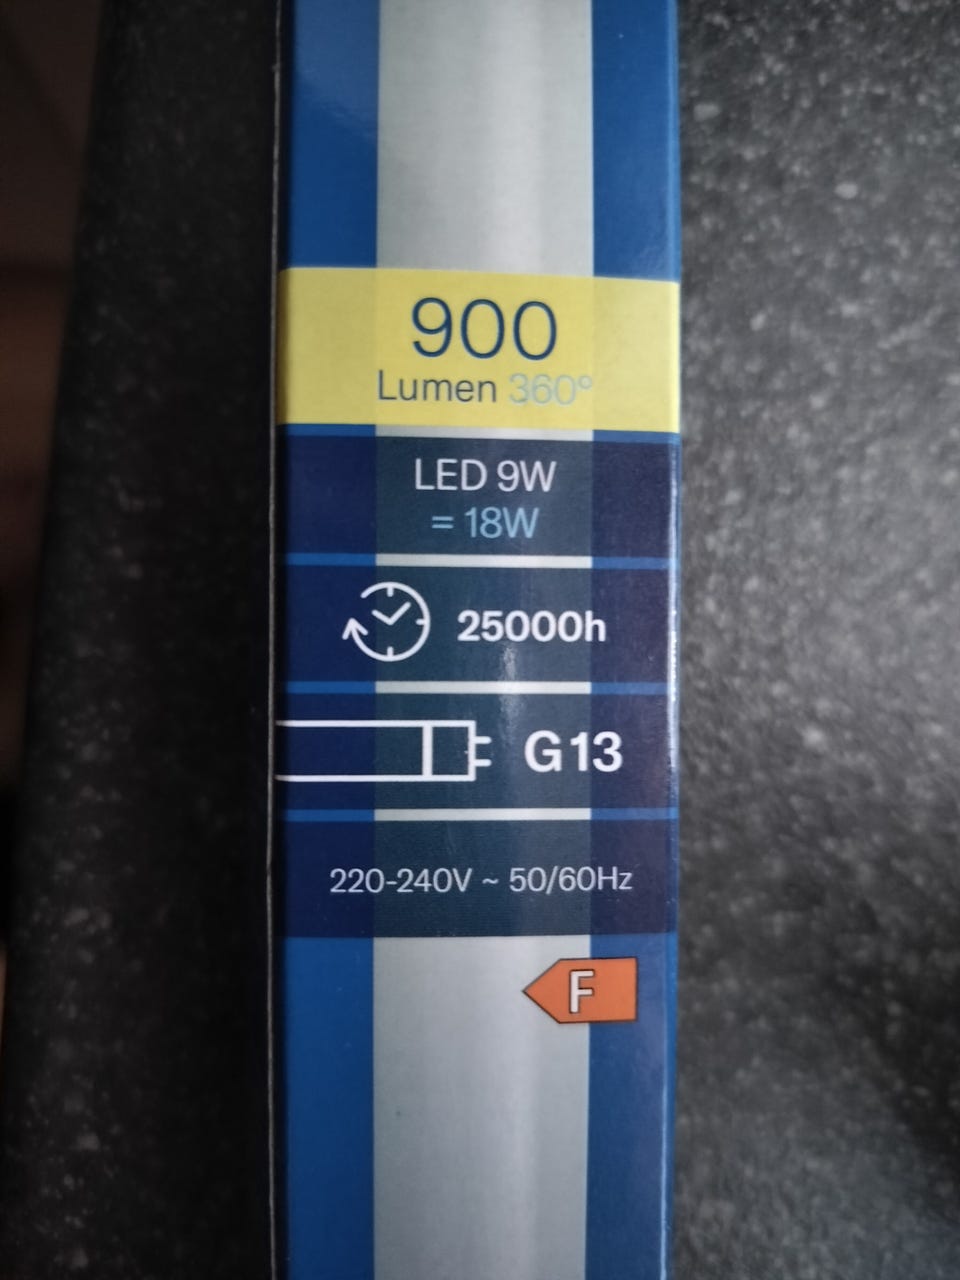 900
Lumen 360°
LED 9W
= 18W
25000h
G13
220-240V ~ 50/60Hz
F